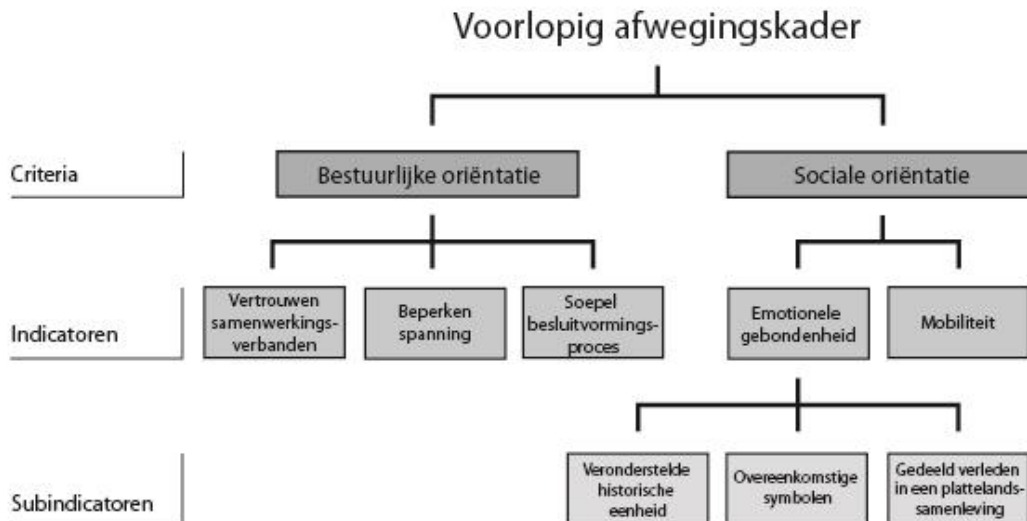 Voorlopig afwegingskader
Criteria
Bestuurlijke oriëntatie
Sociale oriëntatie
Indicatoren
Vertrouwen
samenwerkings-
verbanden
Beperken
spanning
Soepel
besluitvormings-
proces
Emotionele
gebondenheid
Mobiliteit
Subindicatoren
Veronderstelde
historische
eenheid
Overeenkomstige
symbolen
Gedeeld verleden
in een plattelands-
samenleving